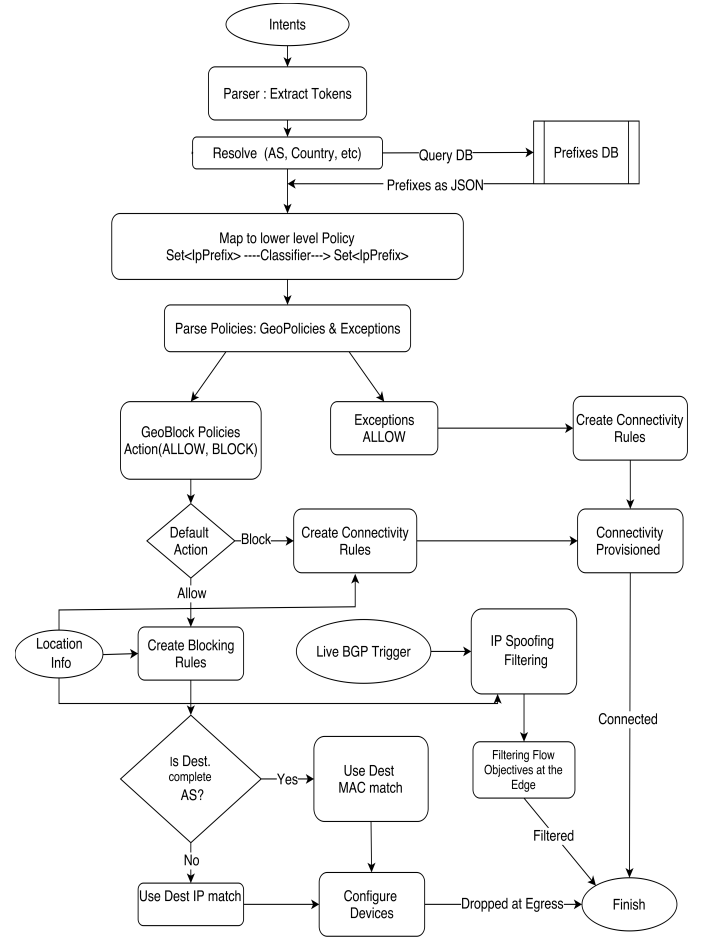 Intents
Parser : Extract Tokens
Resolve (AS, Country, etc)
Query DB
Prefixes DB
Prefixes as JSON
Map to lower level Policy
Set<IpPrefix> ----Classifier---> Set<IpPrefix>
Parse Policies: GeoPolicies & Exceptions
GeoBlock Policies
Action(ALLOW, BLOCK)
Exceptions
ALLOW
Create Connectivity
Rules
Default
Action
Block
Create Connectivity
Rules
Connectivity
Provisioned
Allow
Location
Info
Create Blocking
Rules
Live BGP Trigger
IP Spoofing
Filtering
Connected
Is Dest.
complete
AS?
Yes
Use Dest
MAC match
Filtering Flow
Objectives at the
Edge
Filtered
No
Use Dest IP match
Configure
Devices
Dropped at Egress
Finish